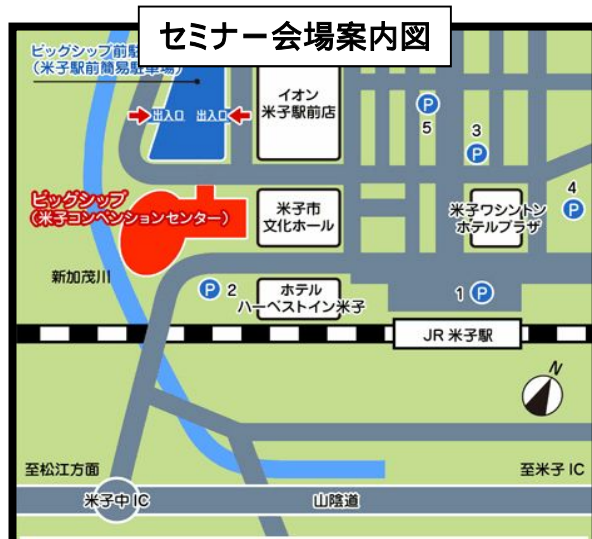 セミナー会場案内図
ビッグシップ前駐
(米子駅前簡易駐車場)
出入口 出入口
イオン
米子駅前店
P
5
3
P
4
P
ビッグシップ
(米子コンベンションセンター)
米子市
文化ホール
米子ワシントン
ホテルプラザ
新加茂川
P 2
ホテル
ハーベストイン米子
1 P
JR 米子駅
N
至松江方面
至米子 IC
米子中 IC
山陰道